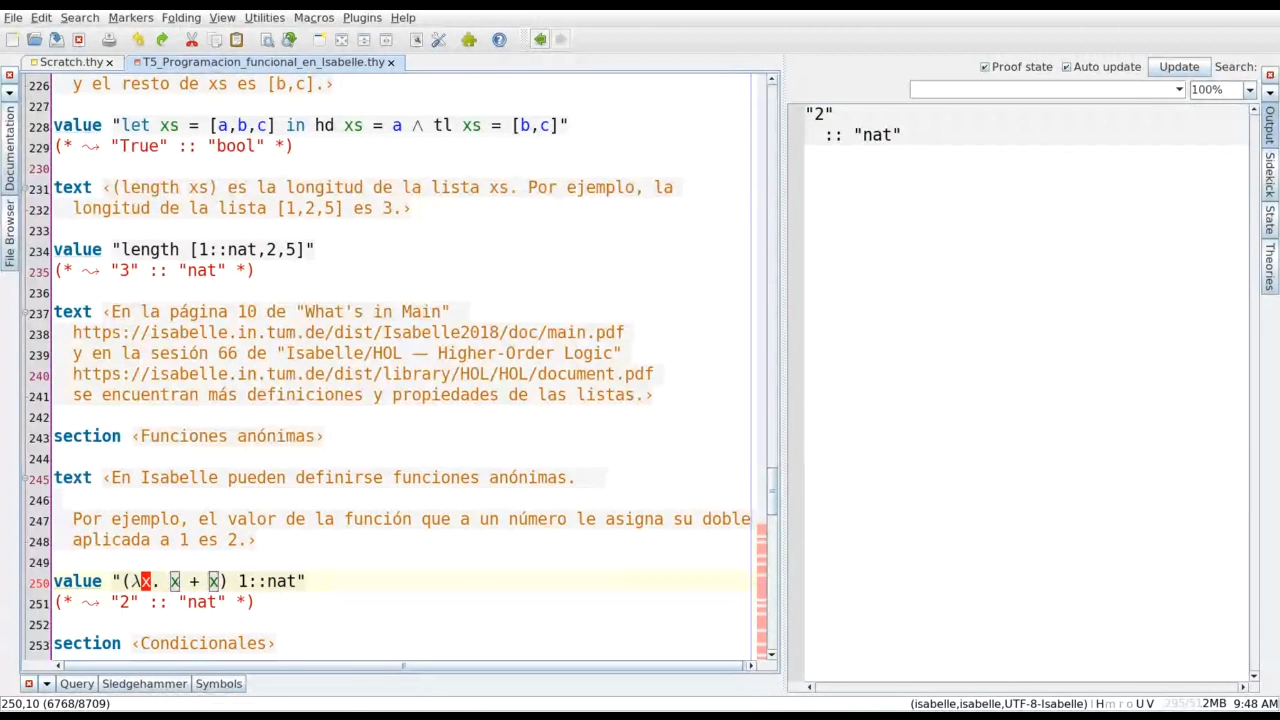 File Edit Search Markers Folding View Utilities Macros Plugins Help
Scratch.thy
T5_Programacion_funcional_en_Isabelle.thy
Proof state
Auto update
Update
Search:
100%
Documentation
File Browser
226 y el resto de xs es [b,c].›
227
228 value "let xs = [a,b,c] in hd xs = a ∧ tl xs = [b,c]"
229 (* ⇝ "True" :: "bool" *)
230
231 text ‹(length xs) es la longitud de la lista xs. Por ejemplo, la
232 longitud de la lista [1,2,5] es 3.›
233
234 value "length [1::nat,2,5]"
235 (* ⇝ "3" :: "nat" *)
236
237 text ‹En la página 10 de "What's in Main"
238 https://isabelle.in.tum.de/dist/Isabelle2018/doc/main.pdf
239 y en la sesión 66 de "Isabelle/HOL — Higher-Order Logic"
240 https://isabelle.in.tum.de/dist/library/HOL/HOL/document.pdf
241 se encuentran más definiciones y propiedades de las listas.›
242
243 section ‹Funciones anónimas›
244
245 text ‹En Isabelle pueden definirse funciones anónimas.
246
247 Por ejemplo, el valor de la función que a un número le asigna su doble
248 aplicada a 1 es 2.›
249
250 value "(λx. x + x) 1::nat"
251 (* ⇝ "2" :: "nat" *)
252
253 section ‹Condicionales›
"2"
:: "nat"
Output
Sidekick
State
Theories
Query Sledgehammer Symbols
250,10 (6768/8709)
(isabelle,isabelle,UTF-8-Isabelle) | H m r o U V
2MB 9:48 AM